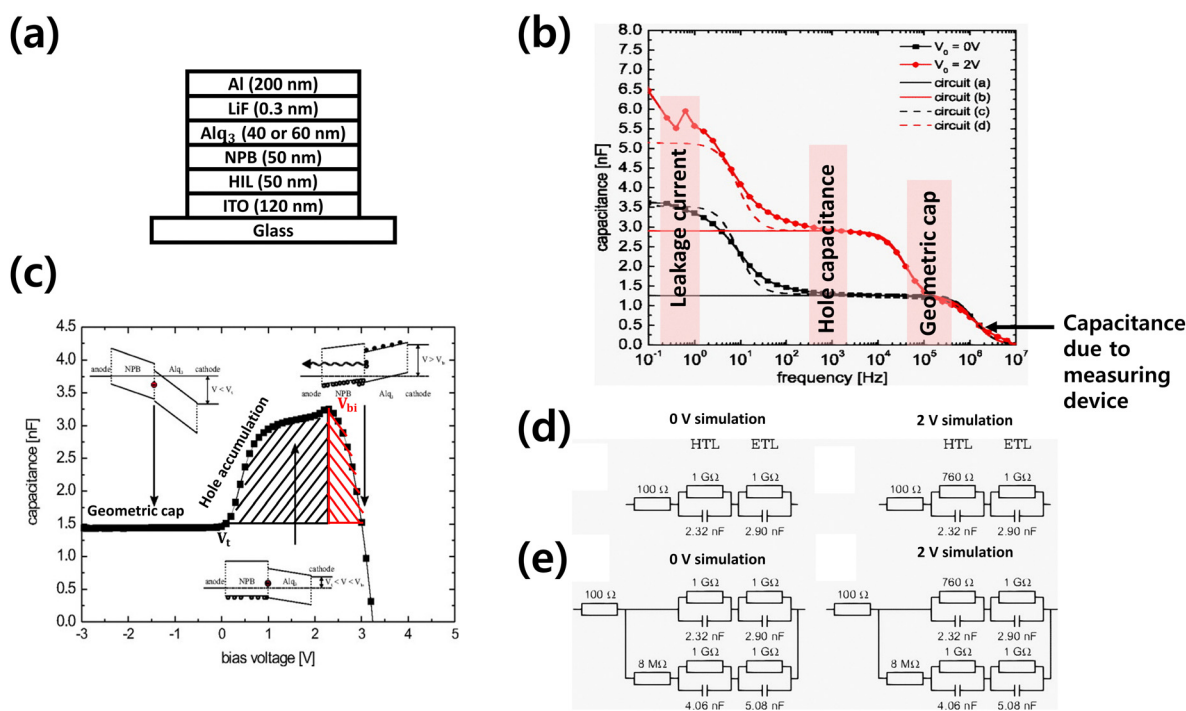 (a)
Al (200 nm)
LiF (0.3 nm)
Alq3 (40 or 60 nm)
NPB (50 nm)
HIL (50 nm)
ITO (120 nm)
Glass
(b)
8.0
7.5
7.0
6.5
6.0
5.5
5.0
4.5
4.0
3.5
3.0
2.5
2.0
1.5
1.0
0.5
0.0
capacitance [nF]
V0 = 0V
V0 = 2V
circuit (a)
circuit (b)
circuit (c)
circuit (d)
Leakage current
Hole capacitance
Geometric cap
10-1 100 101 102 103 104 105 106 107
frequency [Hz]
Capacitance
due to
measuring
device
(c)
4.5
4.0
3.5
3.0
2.5
2.0
1.5
1.0
0.5
0.0
capacitance [nF]
anode NPB Alq3 cathode
V < Vt
Hole accumulation
Vbi
V > Vbi
anode NPB Alq3 cathode
Geometric cap
Vt
anode NPB Alq3 cathode
Vt < V < Vbi
-3 -2 -1 0 1 2 3 4 5
bias voltage [V]
(d)
0 V simulation
HTL ETL
1 GΩ 1 GΩ
100 Ω
2.32 nF 2.90 nF
2 V simulation
HTL ETL
760 Ω 1 GΩ
100 Ω
2.32 nF 2.90 nF
(e)
0 V simulation
1 GΩ 1 GΩ
100 Ω
2.32 nF 2.90 nF
1 GΩ 1 GΩ
8 MΩ
4.06 nF 5.08 nF
2 V simulation
760 Ω 1 GΩ
100 Ω
2.32 nF 2.90 nF
1 GΩ 1 GΩ
8 MΩ
4.06 nF 5.08 nF